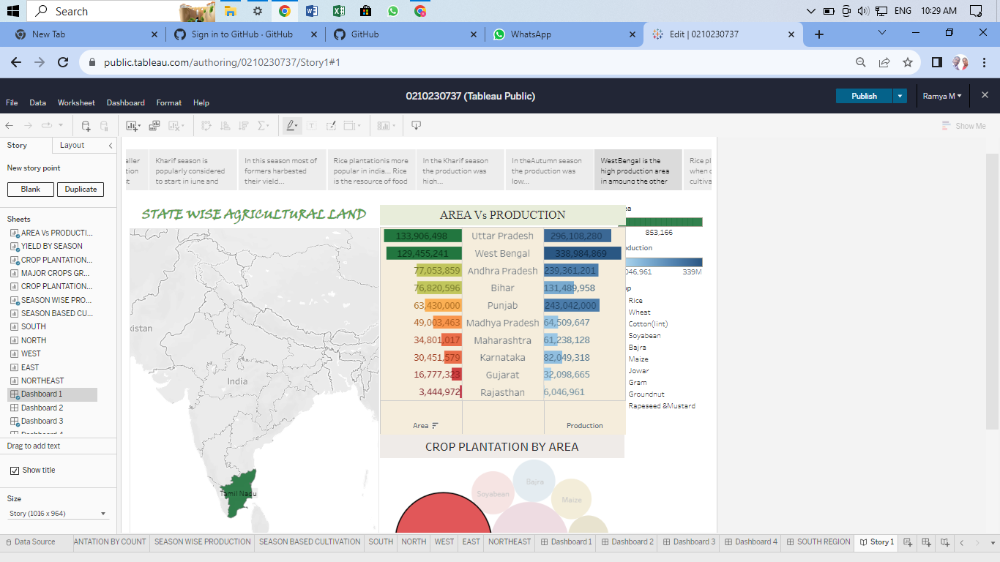 Search
ENG
10:29 AM
New Tab
Sign in to GitHub · GitHub
GitHub
WhatsApp
Edit | 0210230737
public.tableau.com/authoring/0210230737/Story1#1
0210230737 (Tableau Public)
File Data Worksheet Dashboard Format Help
Publish
Ramya M
Show Me
Story
Layout
New story point
Blank
Duplicate
Sheets
AREA Vs PRODUCTI...
YIELD BY SEASON
CROP PLANTATION...
MAJOR CROPS GR...
CROP PLANTATION...
SEASON WISE PRO...
SEASON BASED CU...
SOUTH
NORTH
WEST
EAST
NORTHEAST
Dashboard 1
Dashboard 2
Dashboard 3
Drag to add text
Show title
Size
Story (1016 x 964)
Kharif season is
popularly considered
to start in june and
In this season most of
formers harbested
their yield...
Rice plantationis more
popular in india... Rice
is the resource of food
In the Kharif season
the production was
high...
In theAutumn season
the production was
low...
WestBengal is the
high production area
in amound the other
STATE WISE AGRICULTURAL LAND
India
Tamil Nadu
AREA Vs PRODUCTION
133,906,498 Uttar Pradesh 296,108,280
129,455,241 West Bengal 338,984,869
77,053,859 Andhra Pradesh 239,361,201
76,820,596 Bihar 131,489,958
63,430,000 Punjab 243,042,000
49,003,463 Madhya Pradesh 64,509,647
34,801,017 Maharashtra 61,238,128
30,451,579 Karnataka 82,049,318
16,777,323 Gujarat 32,098,665
3,444,972 Rajasthan 6,046,961
Area
Production
853,166
046,961 339M
Rice
Wheat
Cotton(lint)
Soyabean
Bajra
Maize
Jowar
Gram
Groundnut
Rapeseed &Mustard
CROP PLANTATION BY AREA
Bajra
Soyabean
Maize
Data Source
ANTATION BY COUNT
SEASON WISE PRODUCTION
SEASON BASED CULTIVATION
SOUTH
NORTH
WEST
EAST
NORTHEAST
Dashboard 1
Dashboard 2
Dashboard 3
Dashboard 4
SOUTH REGION
Story 1